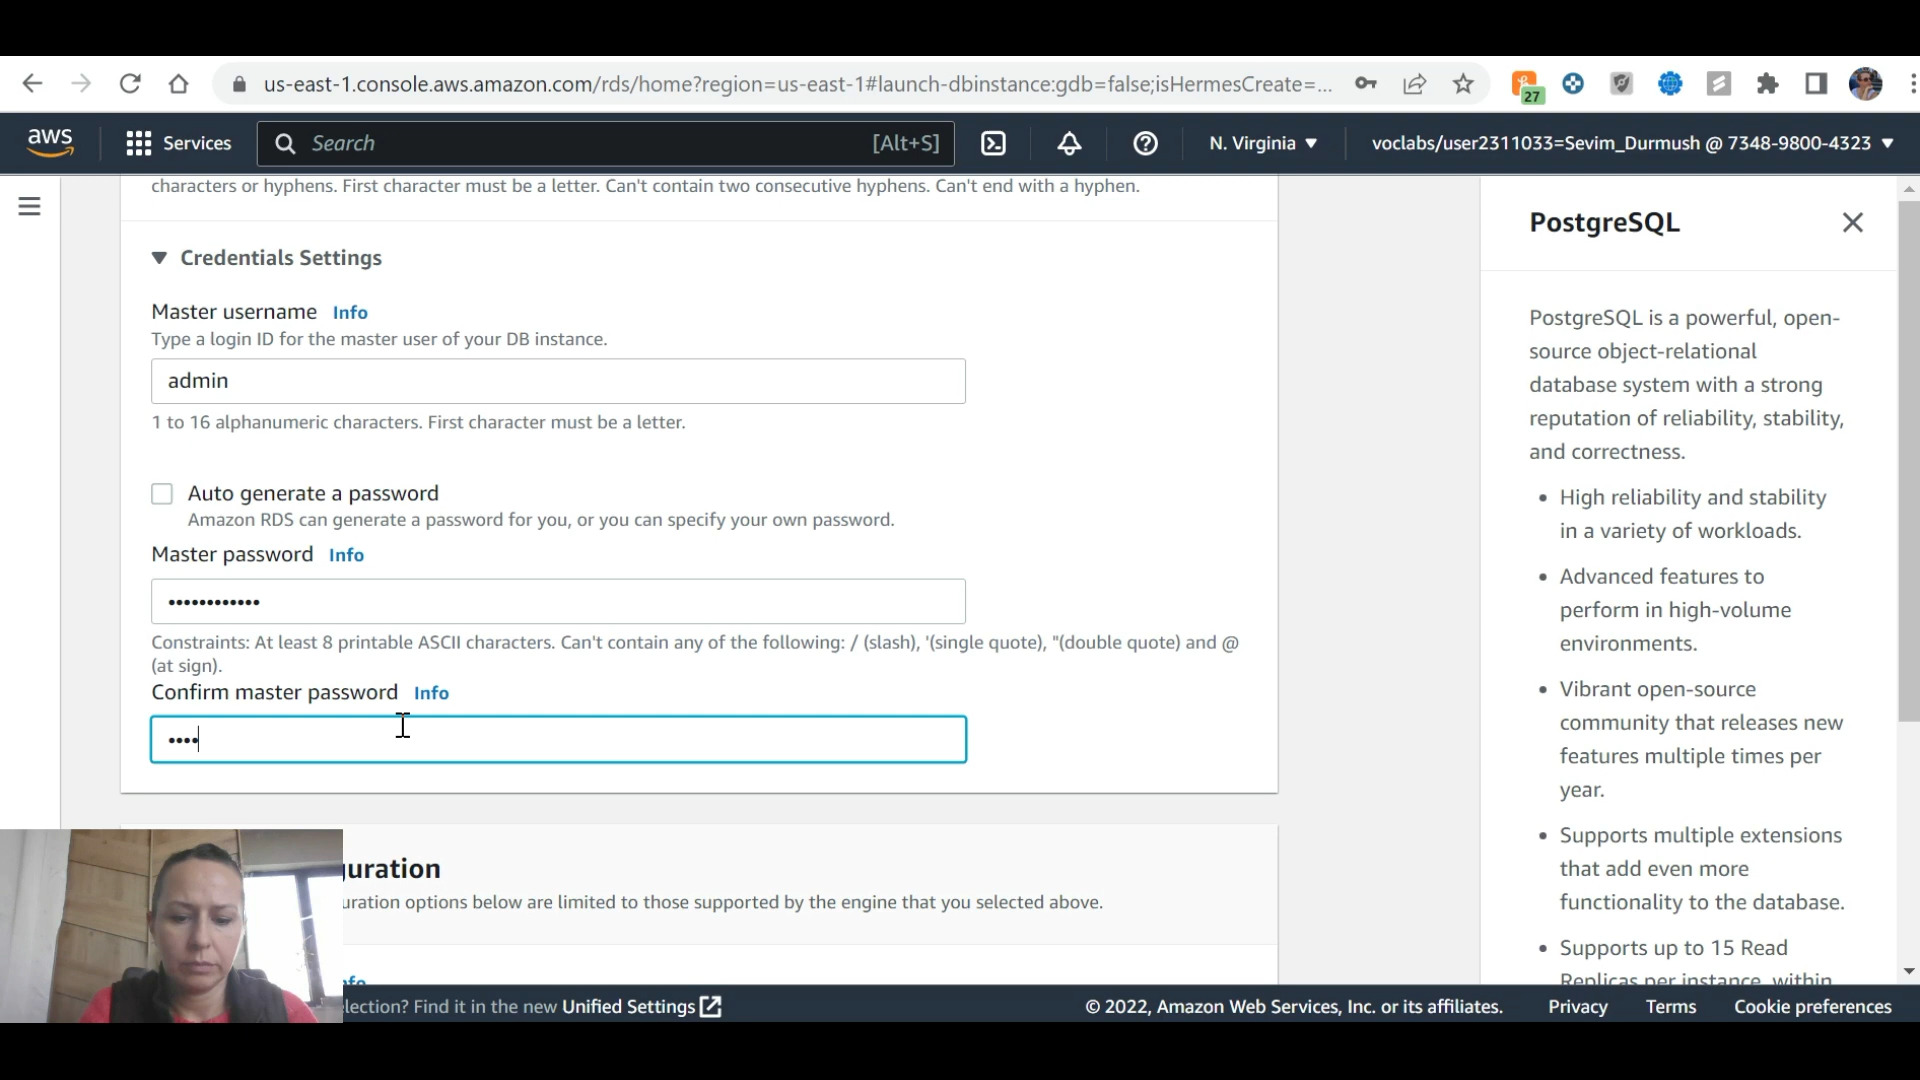 us-east-1.console.aws.amazon.com/rds/home?region=us-east-1#launch-dbinstance:gdb=false;isHermesCreate=...
27
aws
Services
Search
[Alt+S]
N. Virginia
voclabs/user2311033=Sevim_Durmush @ 7348-9800-4323
characters or hyphens. First character must be a letter. Can't contain two consecutive hyphens. Can't end with a hyphen.
Credentials Settings
Master username Info
Type a login ID for the master user of your DB instance.
admin
1 to 16 alphanumeric characters. First character must be a letter.
Auto generate a password
Amazon RDS can generate a password for you, or you can specify your own password.
Master password Info
••••••••••••
Constraints: At least 8 printable ASCII characters. Can't contain any of the following: / (slash), '(single quote), "(double quote) and @
(at sign).
Confirm master password Info
••••
uration
uration options below are limited to those supported by the engine that you selected above.
nfo
PostgreSQL
PostgreSQL is a powerful, open-
source object-relational
database system with a strong
reputation of reliability, stability,
and correctness.
• High reliability and stability
in a variety of workloads.
• Advanced features to
perform in high-volume
environments.
• Vibrant open-source
community that releases new
features multiple times per
year.
• Supports multiple extensions
that add even more
functionality to the database.
• Supports up to 15 Read
Replicas per instance, within
lection? Find it in the new Unified Settings
© 2022, Amazon Web Services, Inc. or its affiliates.
Privacy
Terms
Cookie preferences